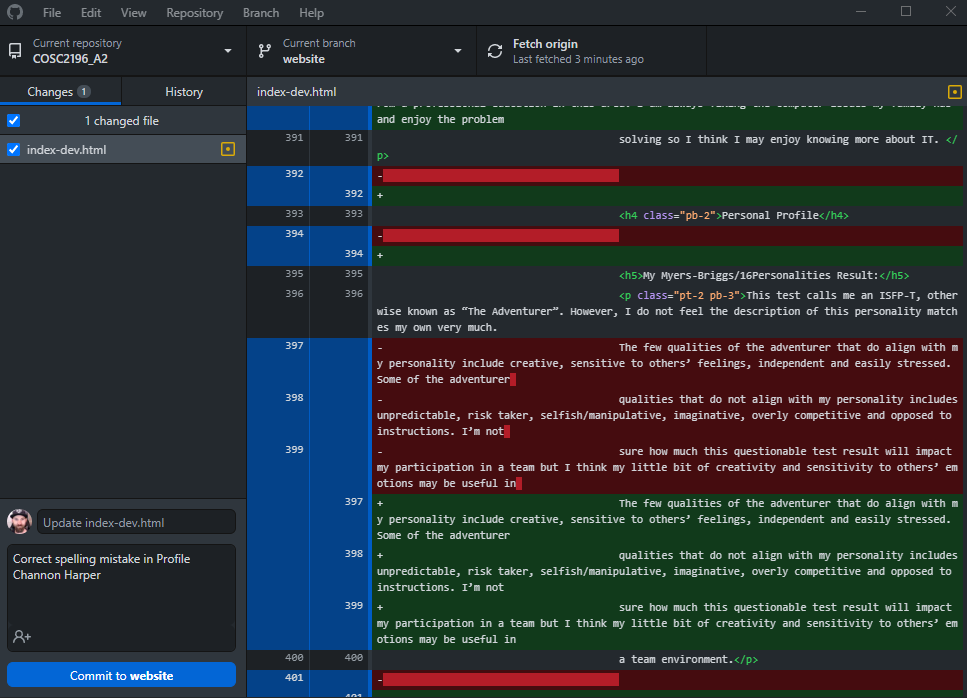 File Edit View Repository Branch Help
Current repository
COSC2196_A2
Current branch
website
Fetch origin
Last fetched 3 minutes ago
Changes 1 History
index-dev.html
1 changed file
index-dev.html
and enjoy the problem
391 391 solving so I think I may enjoy knowing more about IT. </
p>
392 -
392 +
393 393 <h4 class="pb-2">Personal Profile</h4>
394 -
394 +
395 395 <h5>My Myers-Briggs/16Personalities Result:</h5>
396 396 <p class="pt-2 pb-3">This test calls me an ISFP-T, other
wise known as “The Adventurer”. However, I do not feel the description of this personality match
es my own very much.
397 - The few qualities of the adventurer that do align with m
y personality include creative, sensitive to others’ feelings, independent and easily stressed.
Some of the adventurer
398 - qualities that do not align with my personality includes
unpredictable, risk taker, selfish/manipulative, imaginative, overly competitive and opposed to
instructions. I’m not
399 - sure how much this questionable test result will impact
my participation in a team but I think my little bit of creativity and sensitivity to others’ em
otions may be useful in
397 + The few qualities of the adventurer that do align with m
y personality include creative, sensitive to others’ feelings, independent and easily stressed.
Some of the adventurer
398 + qualities that do not align with my personality includes
unpredictable, risk taker, selfish/manipulative, imaginative, overly competitive and opposed to
instructions. I’m not
399 + sure how much this questionable test result will impact
my participation in a team but I think my little bit of creativity and sensitivity to others’ em
otions may be useful in
400 400 a team environment.</p>
401 -
401
Update index-dev.html
Correct spelling mistake in Profile
Channon Harper
Commit to website